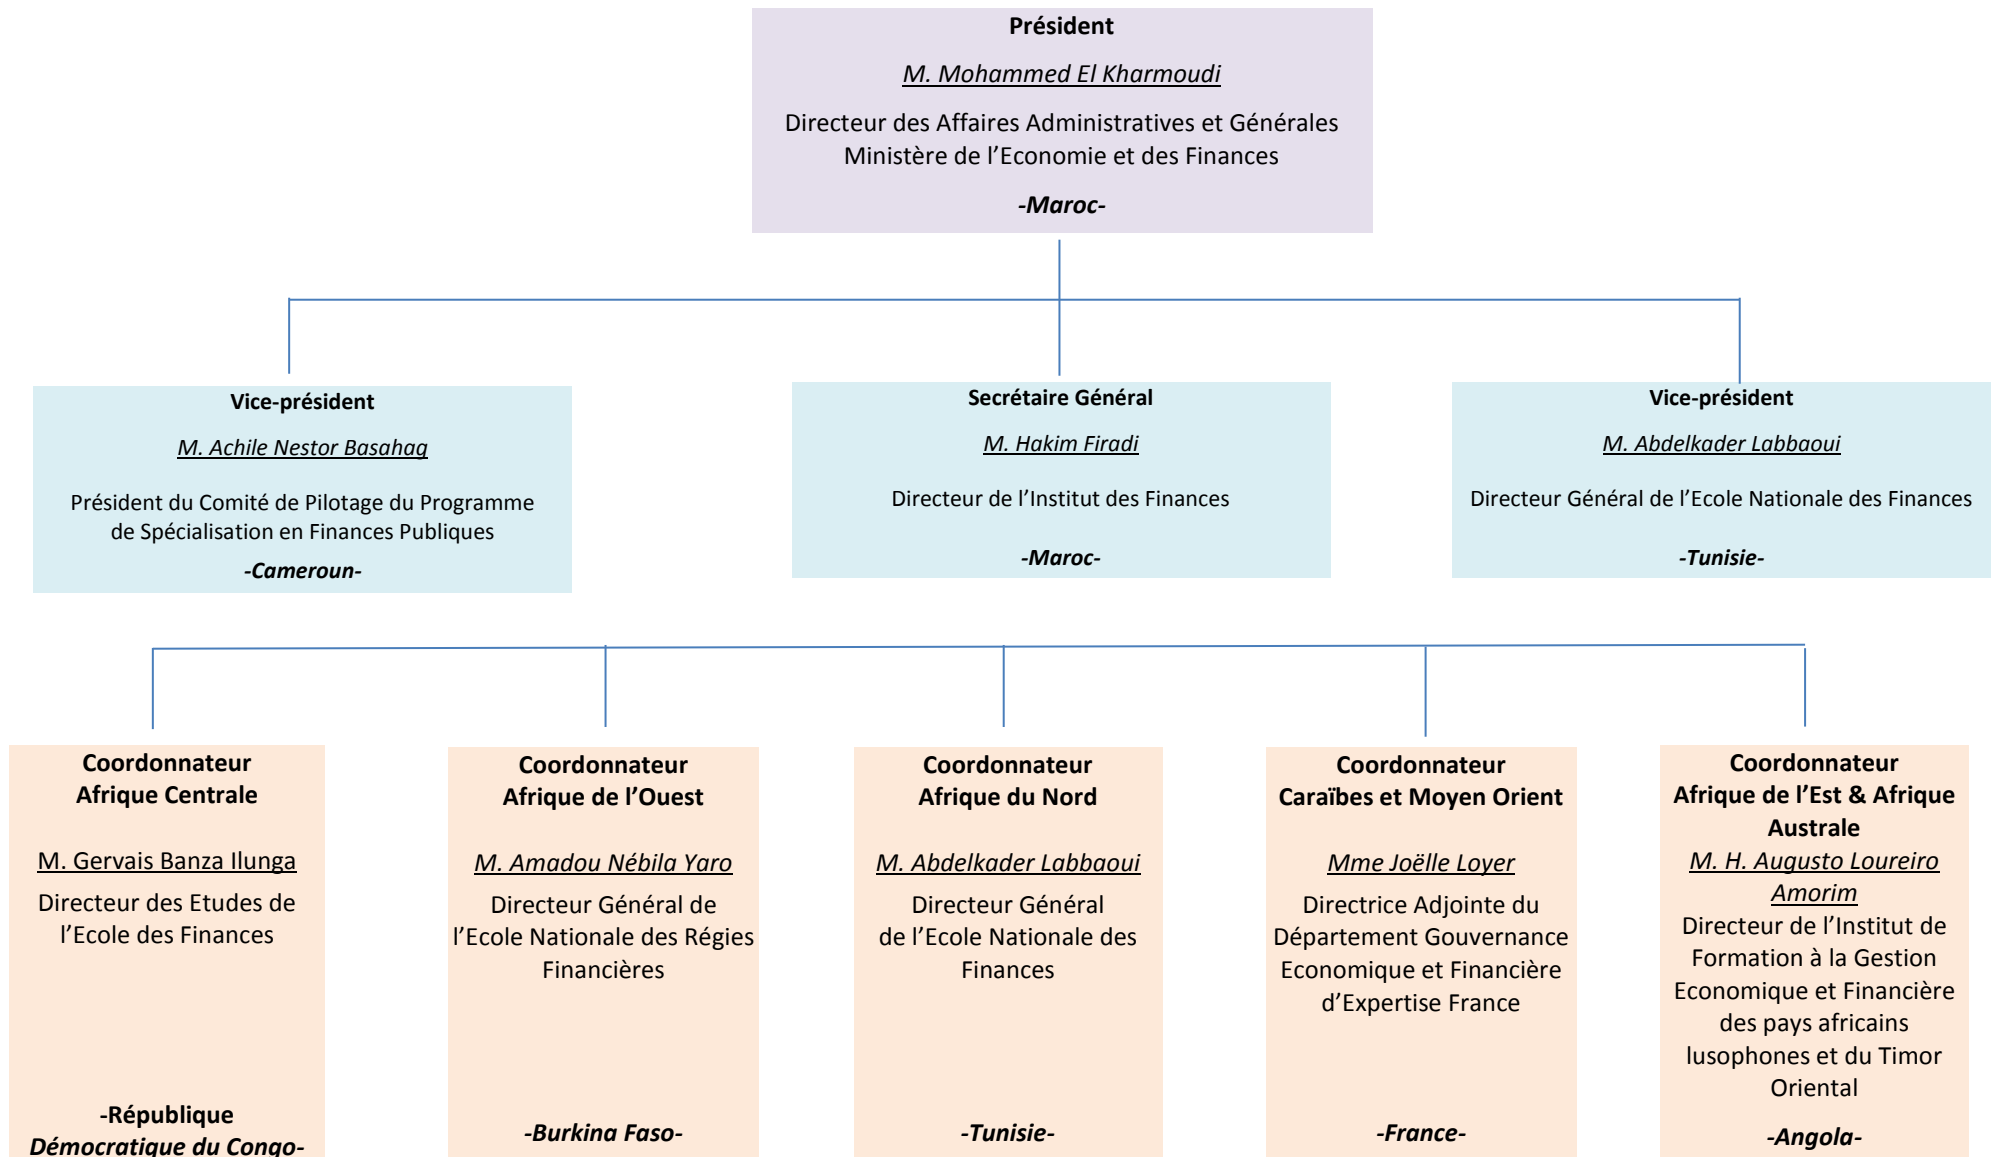 Président
M. Mohammed El Kharmoudi
Directeur des Affaires Administratives et Générales
Ministère de l’Economie et des Finances
-Maroc-
Vice-président
M. Achile Nestor Basahag
Président du Comité de Pilotage du Programme
de Spécialisation en Finances Publiques
-Cameroun-
Secrétaire Général
M. Hakim Firadi
Directeur de l’Institut des Finances
-Maroc-
Vice-président
M. Abdelkader Labbaoui
Directeur Général de l’Ecole Nationale des Finances
-Tunisie-
Coordonnateur
Afrique Centrale
M. Gervais Banza Ilunga
Directeur des Etudes de
l’Ecole des Finances
-République
Démocratique du Congo-
Coordonnateur
Afrique de l’Ouest
M. Amadou Nébila Yaro
Directeur Général de
l’Ecole Nationale des Régies
Financières
-Burkina Faso-
Coordonnateur
Afrique du Nord
M. Abdelkader Labbaoui
Directeur Général
de l’Ecole Nationale des
Finances
-Tunisie-
Coordonnateur
Caraïbes et Moyen Orient
Mme Joëlle Loyer
Directrice Adjointe du
Département Gouvernance
Economique et Financière
d’Expertise France
-France-
Coordonnateur
Afrique de l’Est & Afrique
Australe
M. H. Augusto Loureiro
Amorim
Directeur de l’Institut de
Formation à la Gestion
Economique et Financière
des pays africains
lusophones et du Timor
Oriental
-Angola-